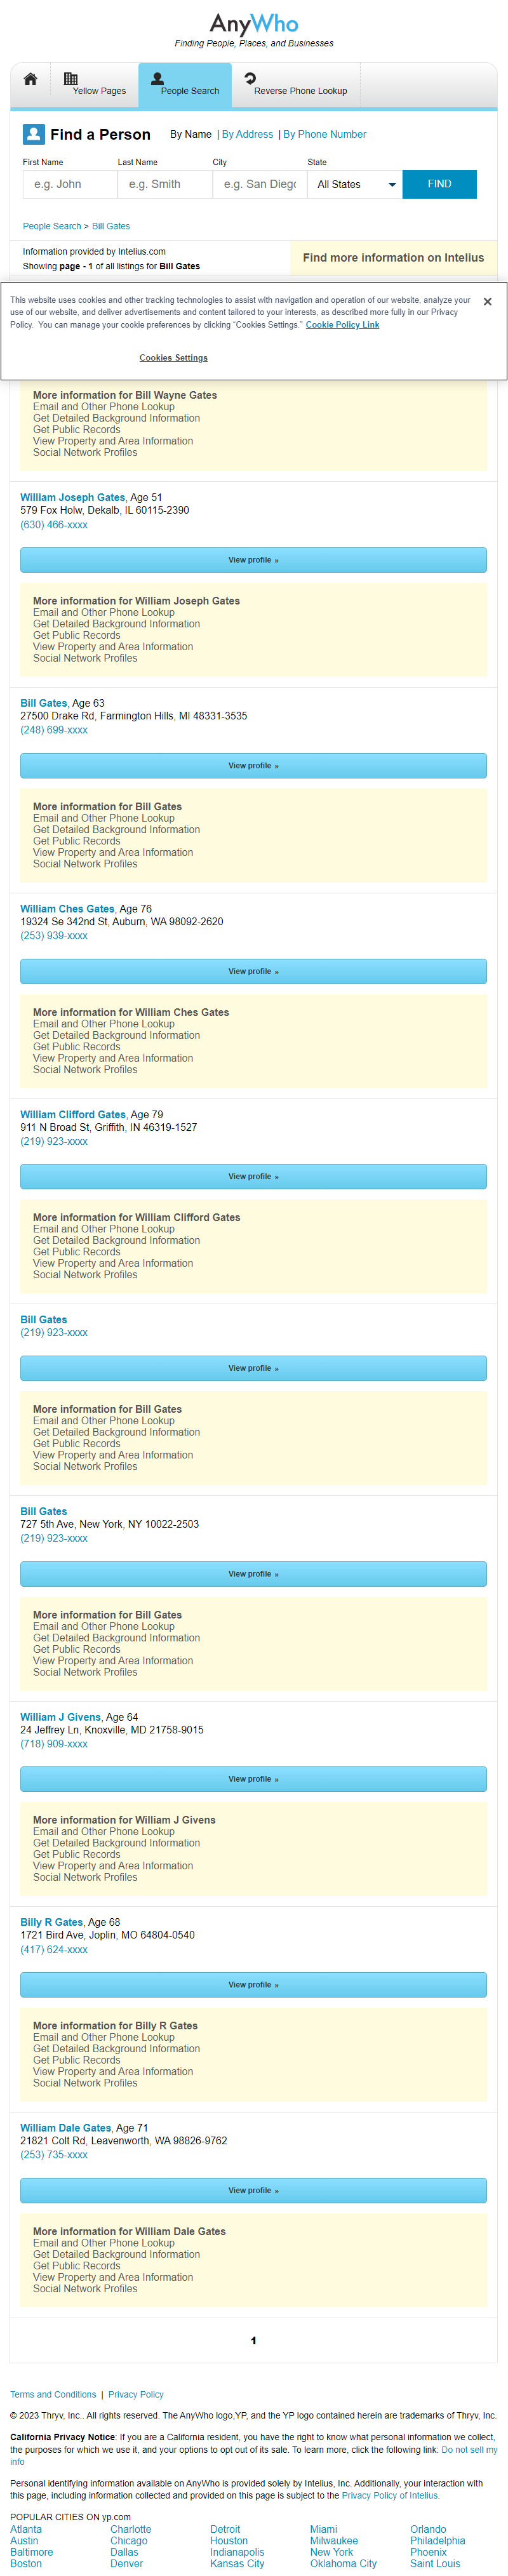 AnyWho
Finding People, Places, and Businesses
Yellow Pages
People Search
Reverse Phone Lookup
Find a Person By Name | By Address | By Phone Number
First Name Last Name City State
e.g. John e.g. Smith e.g. San Diego All States FIND
People Search > Bill Gates
Information provided by Intelius.com
Showing page - 1 of all listings for Bill Gates
Find more information on Intelius
This website uses cookies and other tracking technologies to assist with navigation and operation of our website, analyze your
use of our website, and deliver advertisements and content tailored to your interests, as described more fully in our Privacy
Policy. You can manage your cookie preferences by clicking “Cookies Settings.” Cookie Policy Link
Cookies Settings
More information for Bill Wayne Gates
Email and Other Phone Lookup
Get Detailed Background Information
Get Public Records
View Property and Area Information
Social Network Profiles
William Joseph Gates, Age 51
579 Fox Holw, Dekalb, IL 60115-2390
(630) 466-xxxx
View profile »
More information for William Joseph Gates
Email and Other Phone Lookup
Get Detailed Background Information
Get Public Records
View Property and Area Information
Social Network Profiles
Bill Gates, Age 63
27500 Drake Rd, Farmington Hills, MI 48331-3535
(248) 699-xxxx
View profile »
More information for Bill Gates
Email and Other Phone Lookup
Get Detailed Background Information
Get Public Records
View Property and Area Information
Social Network Profiles
William Ches Gates, Age 76
19324 Se 342nd St, Auburn, WA 98092-2620
(253) 939-xxxx
View profile »
More information for William Ches Gates
Email and Other Phone Lookup
Get Detailed Background Information
Get Public Records
View Property and Area Information
Social Network Profiles
William Clifford Gates, Age 79
911 N Broad St, Griffith, IN 46319-1527
(219) 923-xxxx
View profile »
More information for William Clifford Gates
Email and Other Phone Lookup
Get Detailed Background Information
Get Public Records
View Property and Area Information
Social Network Profiles
Bill Gates
(219) 923-xxxx
View profile »
More information for Bill Gates
Email and Other Phone Lookup
Get Detailed Background Information
Get Public Records
View Property and Area Information
Social Network Profiles
Bill Gates
727 5th Ave, New York, NY 10022-2503
(219) 923-xxxx
View profile »
More information for Bill Gates
Email and Other Phone Lookup
Get Detailed Background Information
Get Public Records
View Property and Area Information
Social Network Profiles
William J Givens, Age 64
24 Jeffrey Ln, Knoxville, MD 21758-9015
(718) 909-xxxx
View profile »
More information for William J Givens
Email and Other Phone Lookup
Get Detailed Background Information
Get Public Records
View Property and Area Information
Social Network Profiles
Billy R Gates, Age 68
1721 Bird Ave, Joplin, MO 64804-0540
(417) 624-xxxx
View profile »
More information for Billy R Gates
Email and Other Phone Lookup
Get Detailed Background Information
Get Public Records
View Property and Area Information
Social Network Profiles
William Dale Gates, Age 71
21821 Colt Rd, Leavenworth, WA 98826-9762
(253) 735-xxxx
View profile »
More information for William Dale Gates
Email and Other Phone Lookup
Get Detailed Background Information
Get Public Records
View Property and Area Information
Social Network Profiles
1
Terms and Conditions | Privacy Policy
© 2023 Thryv, Inc.. All rights reserved. The AnyWho logo,YP, and the YP logo contained herein are trademarks of Thryv, Inc.
California Privacy Notice: If you are a California resident, you have the right to know what personal information we collect,
the purposes for which we use it, and your options to opt out of its sale. To learn more, click the following link: Do not sell my
info
Personal identifying information available on AnyWho is provided solely by Intelius, Inc. Additionally, your interaction with
this page, including information collected and provided on this page is subject to the Privacy Policy of Intelius.
POPULAR CITIES ON yp.com
Atlanta Charlotte Detroit Miami Orlando
Austin Chicago Houston Milwaukee Philadelphia
Baltimore Dallas Indianapolis New York Phoenix
Boston Denver Kansas City Oklahoma City Saint Louis